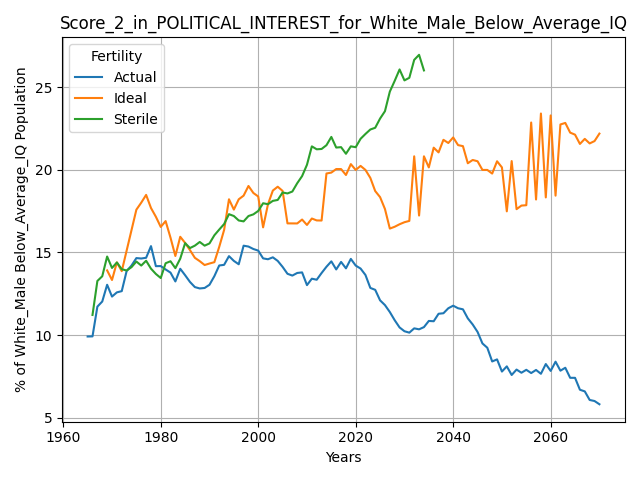 Score_2_in_POLITICAL_INTEREST_for_White_Male_Below_Average_IQ
Fertility
Actual
Ideal
Sterile
% of White_Male Below_Average_IQ Population
25
20
15
10
5
1960
1980
2000
2020
2040
2060
Years